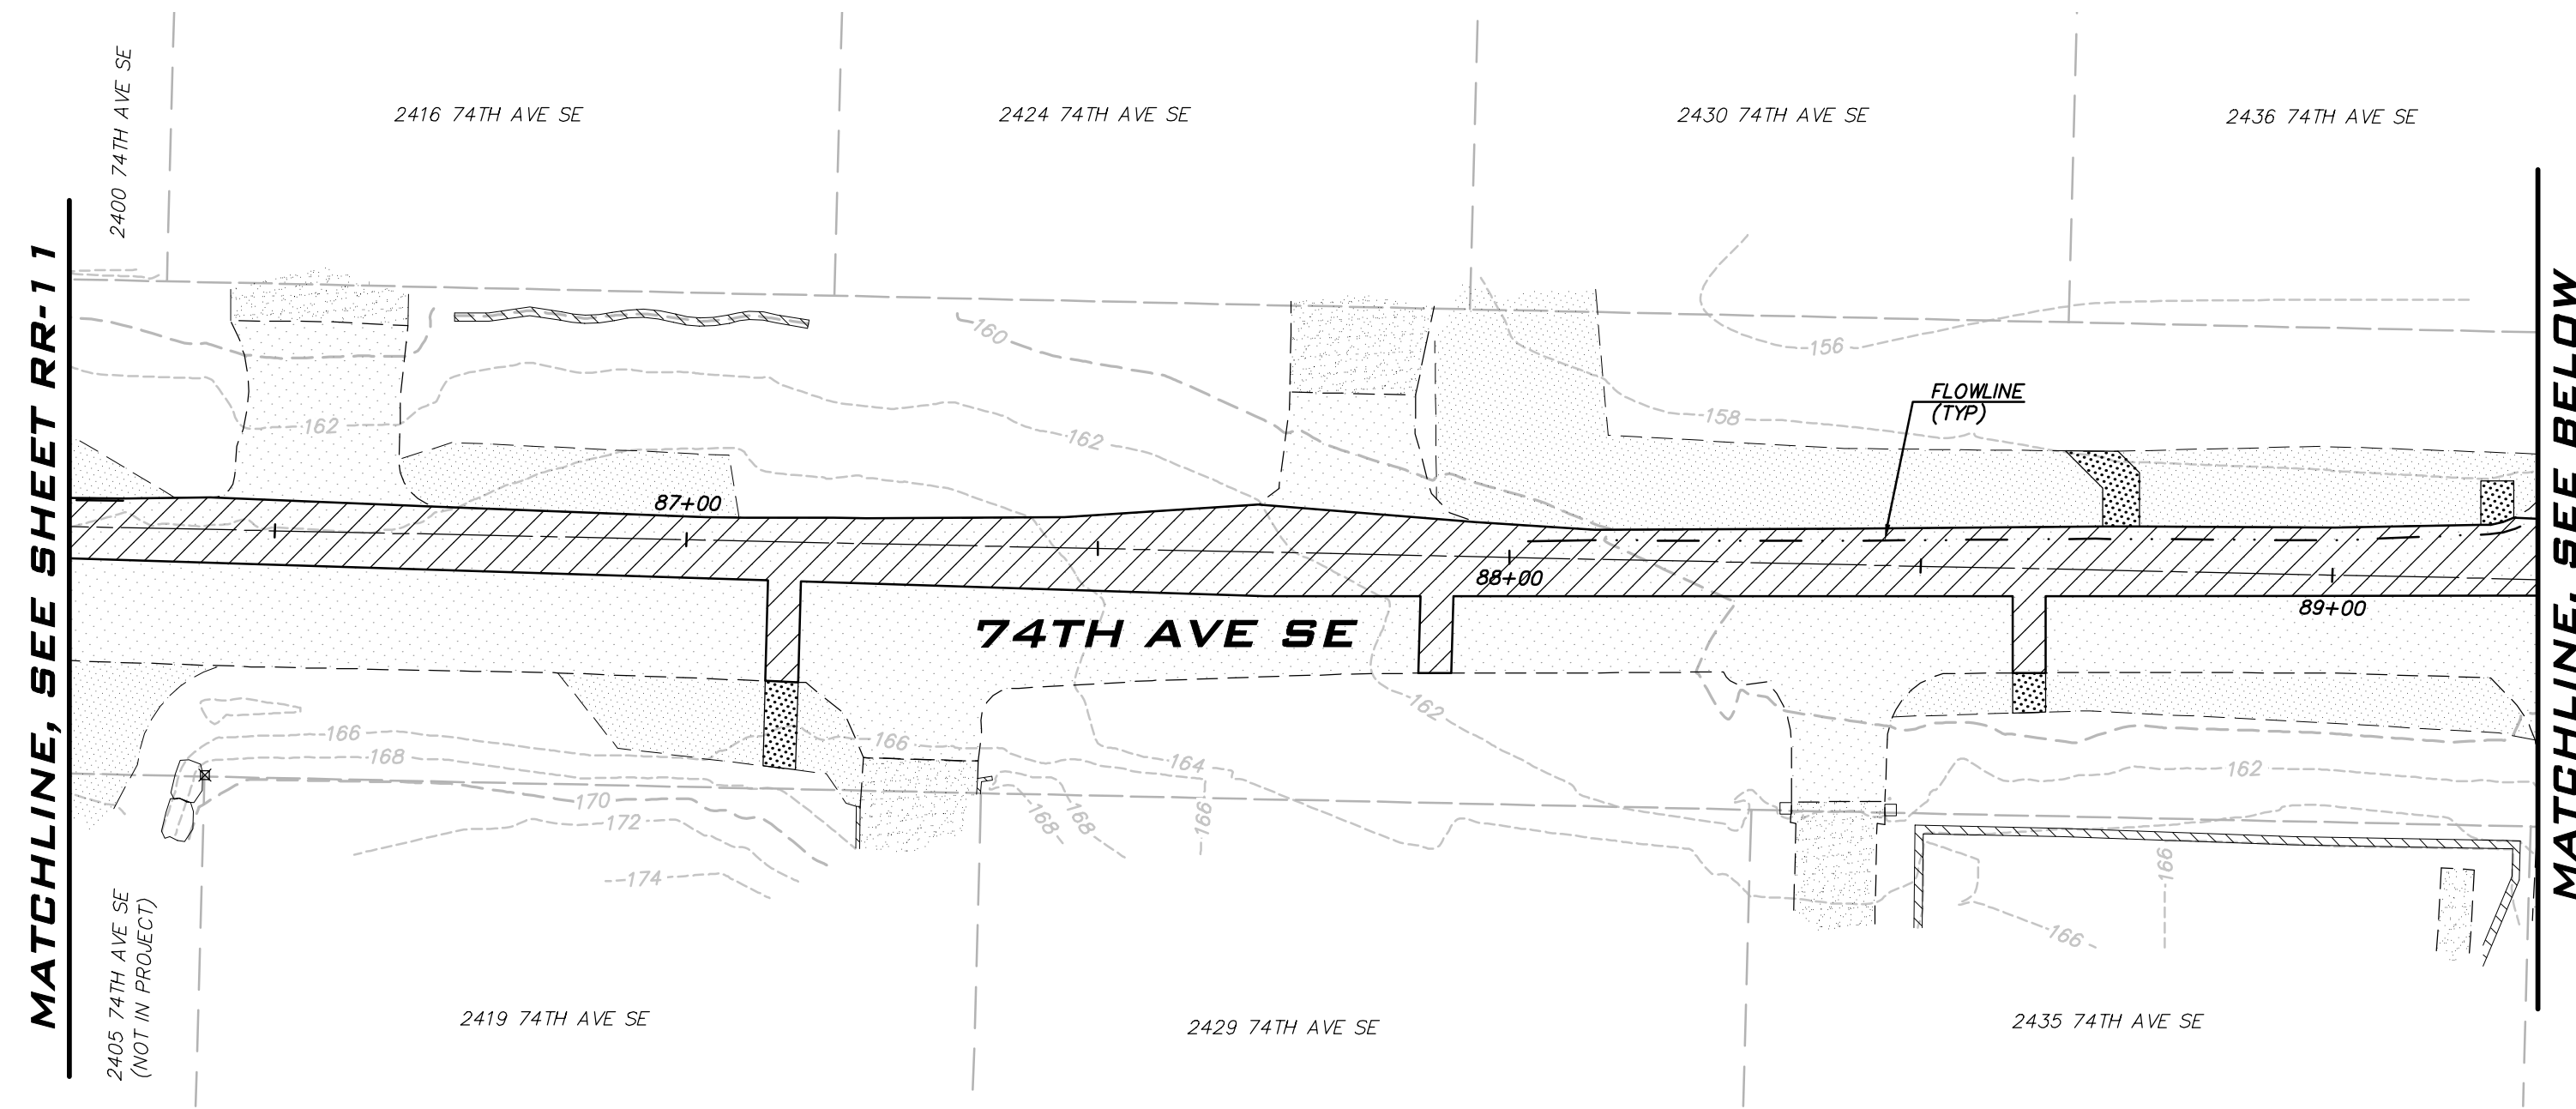 2400 74TH AVE SE
2416 74TH AVE SE
2424 74TH AVE SE
2430 74TH AVE SE
2436 74TH AVE SE
MATCHLINE, SEE SHEET RR-11
MATCHLINE, SEE BELOW
160
156
158
FLOWLINE
(TYP)
162
162
87+00
88+00
89+00
74TH AVE SE
162
166
168
166
164
162
170
172
174
168
168
166
166
166
2405 74TH AVE SE
(NOT IN PROJECT)
2419 74TH AVE SE
2429 74TH AVE SE
2435 74TH AVE SE